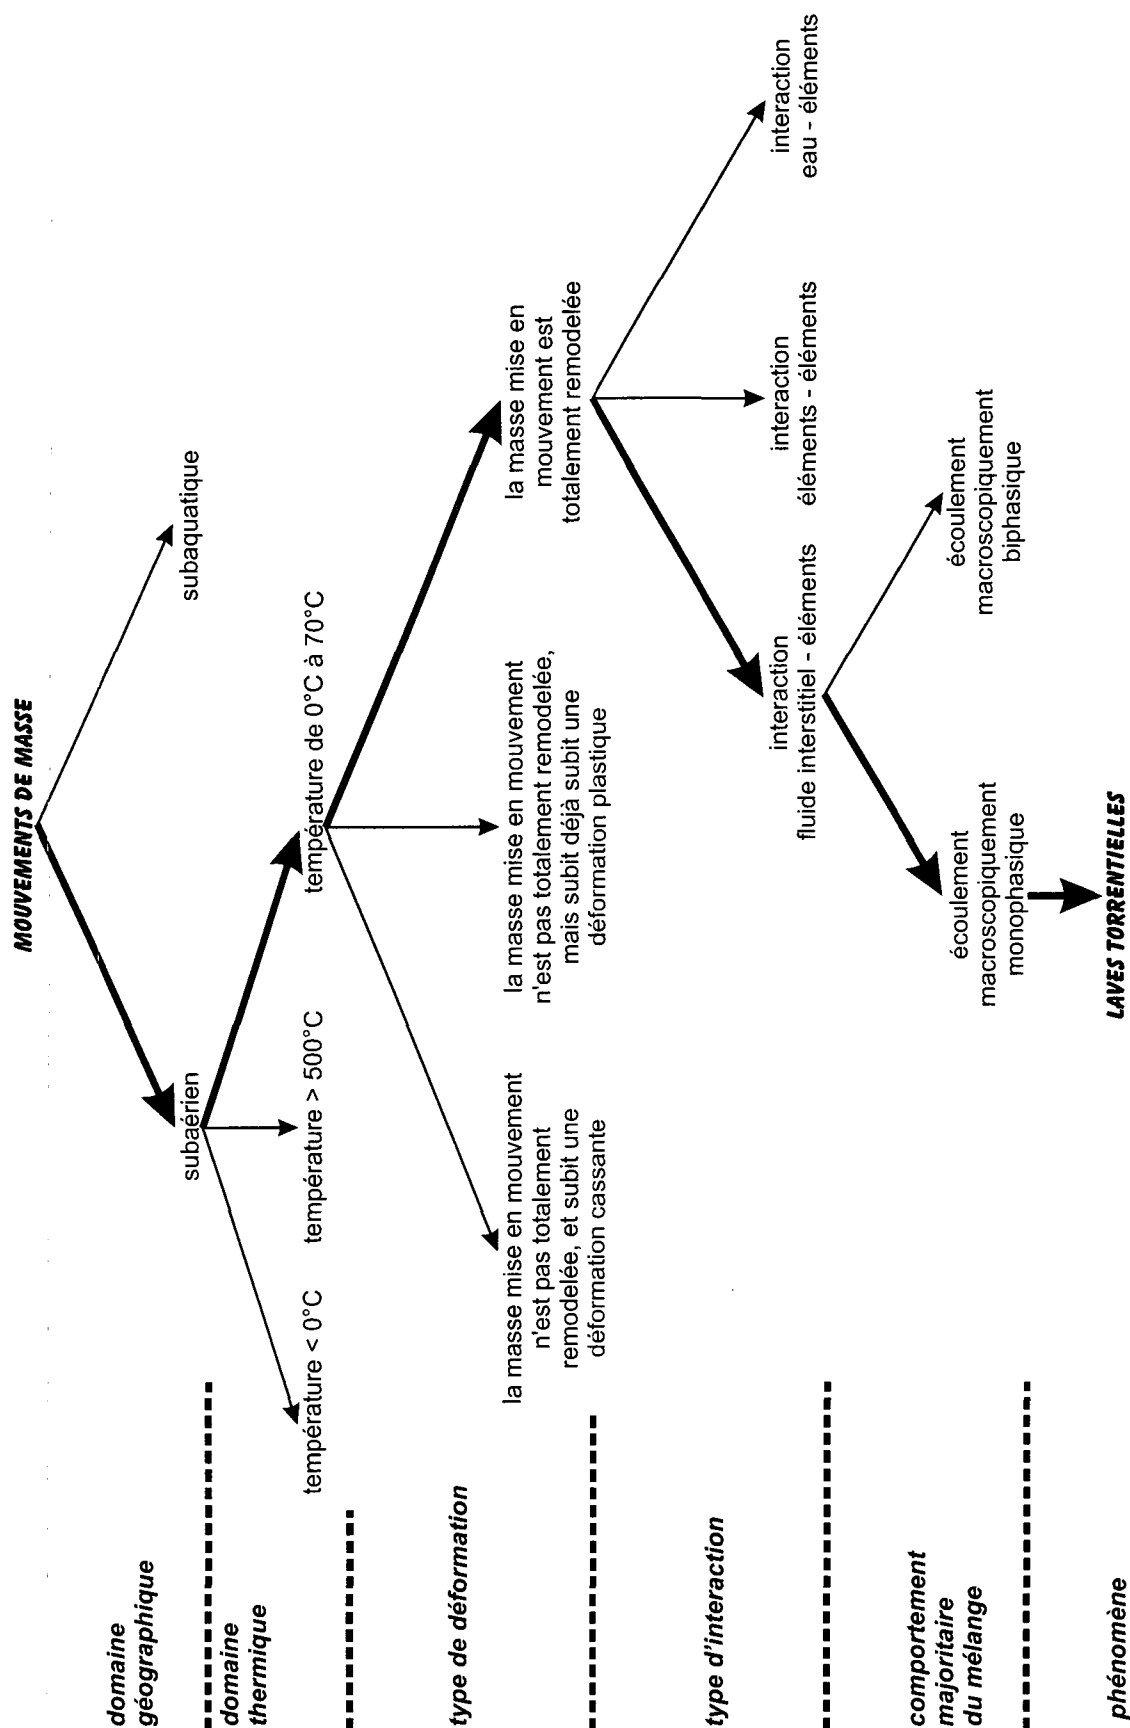 MOUVEMENTS DE MASSE
domaine
géographique
subaérien
subaquatique
domaine
thermique
température < 0°C
température > 500°C
température de 0°C à 70°C
type de déformation
la masse mise en mouvement
n'est pas totalement
remodelée, et subit une
déformation cassante
la masse mise en mouvement
n'est pas totalement remodelée,
mais subit déjà subit une
déformation plastique
la masse mise en
mouvement est
totalement remodelée
type d'interaction
interaction
fluide interstitiel - éléments
interaction
éléments - éléments
interaction
eau - éléments
comportement
majoritaire
du mélange
écoulement
macroscopiquement
monophasique
écoulement
macroscopiquement
biphasique
phénomène
LAVES TORRENTIELLES